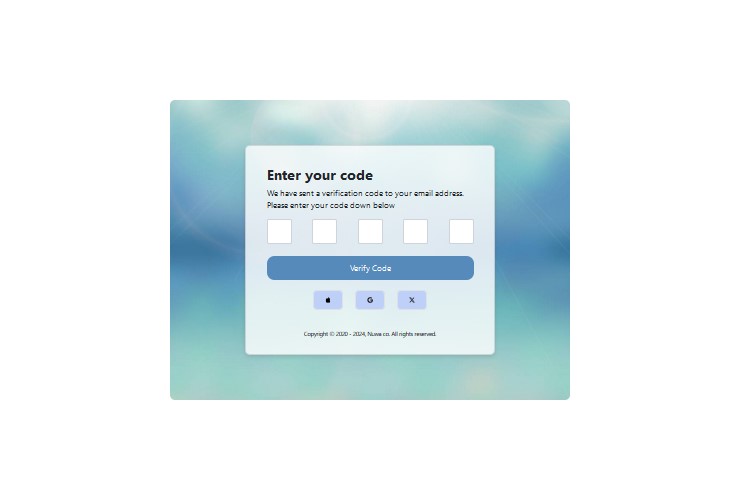 Enter your code
We have sent a verification code to your email address.
Please enter your code down below
Verify Code
Copyright © 2020 - 2024, Nuwa co. All rights reserved.